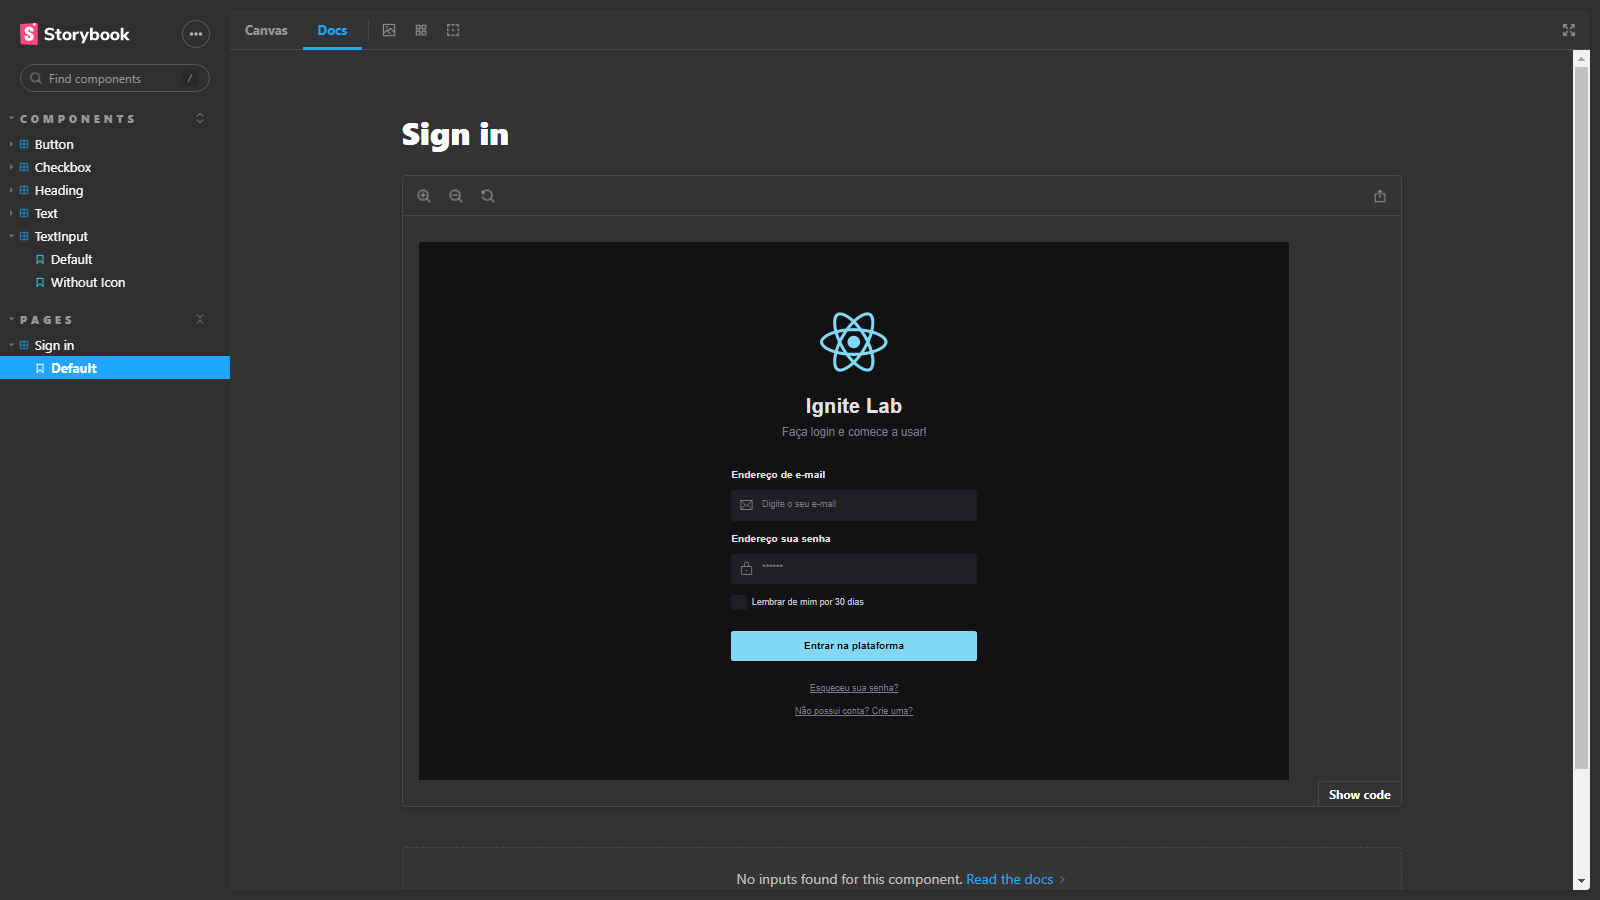 Storybook
Find components
/
COMPONENTS
Button
Checkbox
Heading
Text
TextInput
Default
Without Icon
PAGES
Sign in
Default
Canvas
Docs
Sign in
Ignite Lab
Faça login e comece a usar!
Endereço de e-mail
Digite o seu e-mail
Endereço sua senha
******
Lembrar de mim por 30 dias
Entrar na plataforma
Esqueceu sua senha?
Não possui conta? Crie uma?
Show code
No inputs found for this component. Read the docs